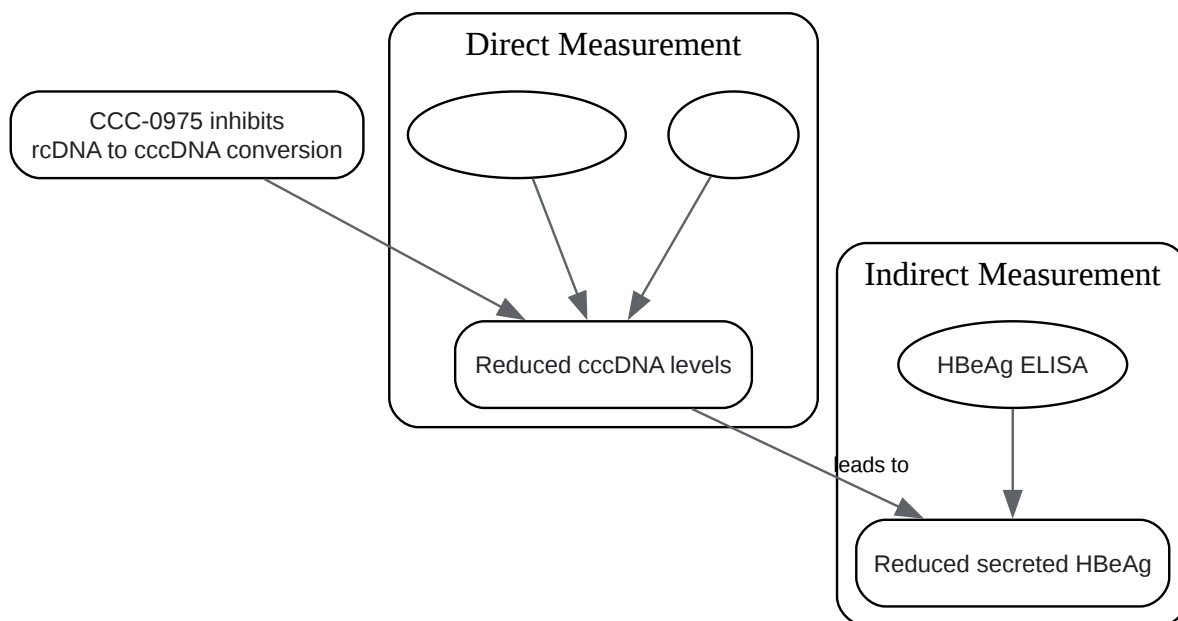 Direct Measurement
CCC-0975 inhibits
rcDNA to cccDNA conversion
Indirect Measurement
Reduced cccDNA levels
HBeAg ELISA
leads to
Reduced secreted HBeAg